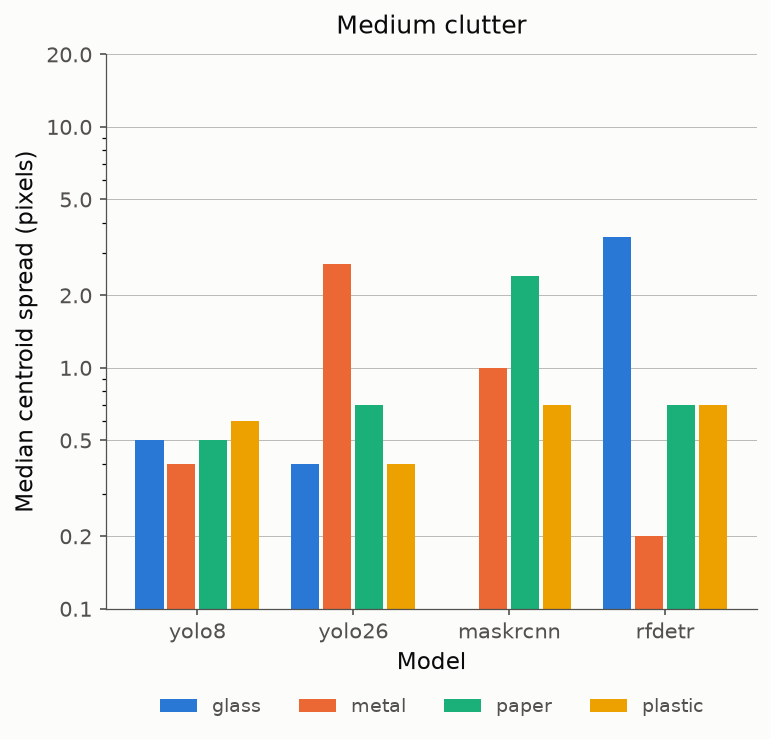 Medium clutter
20.0
10.0
5.0
2.0
1.0
0.5
0.2
0.1
Median centroid spread (pixels)
yolo8 yolo26 maskrcnn rfdetr
Model
glass metal paper plastic